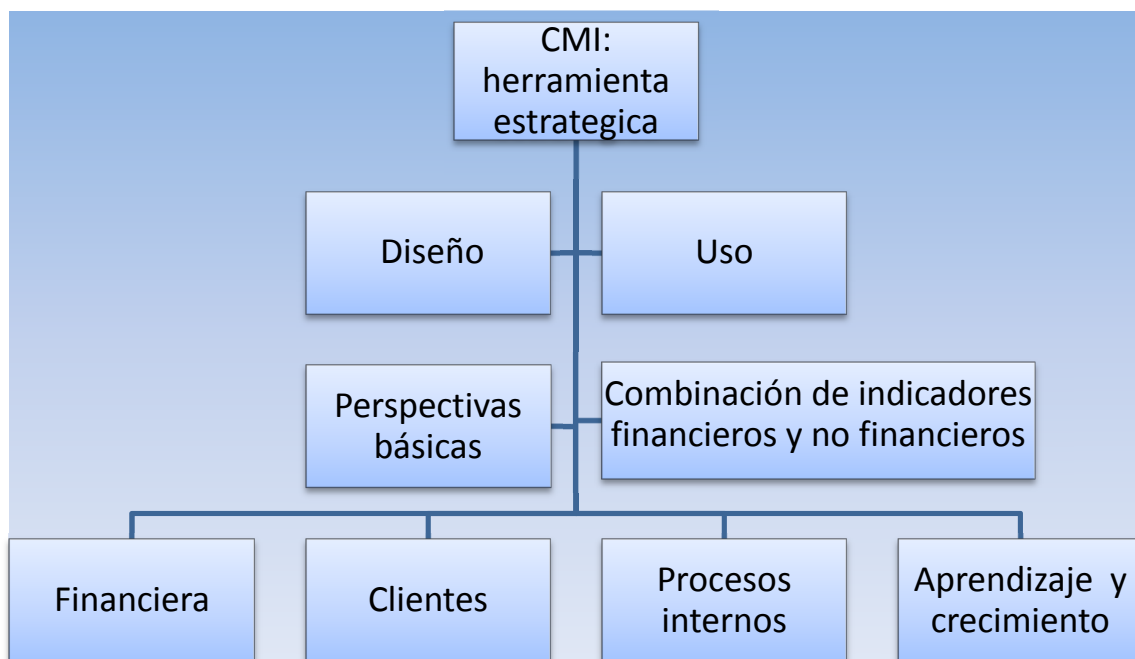 CMI:
herramienta
estrategica
Diseño
Uso
Perspectivas
básicas
Combinación de indicadores
financieros y no financieros
Financiera
Clientes
Procesos
internos
Aprendizaje y
crecimiento